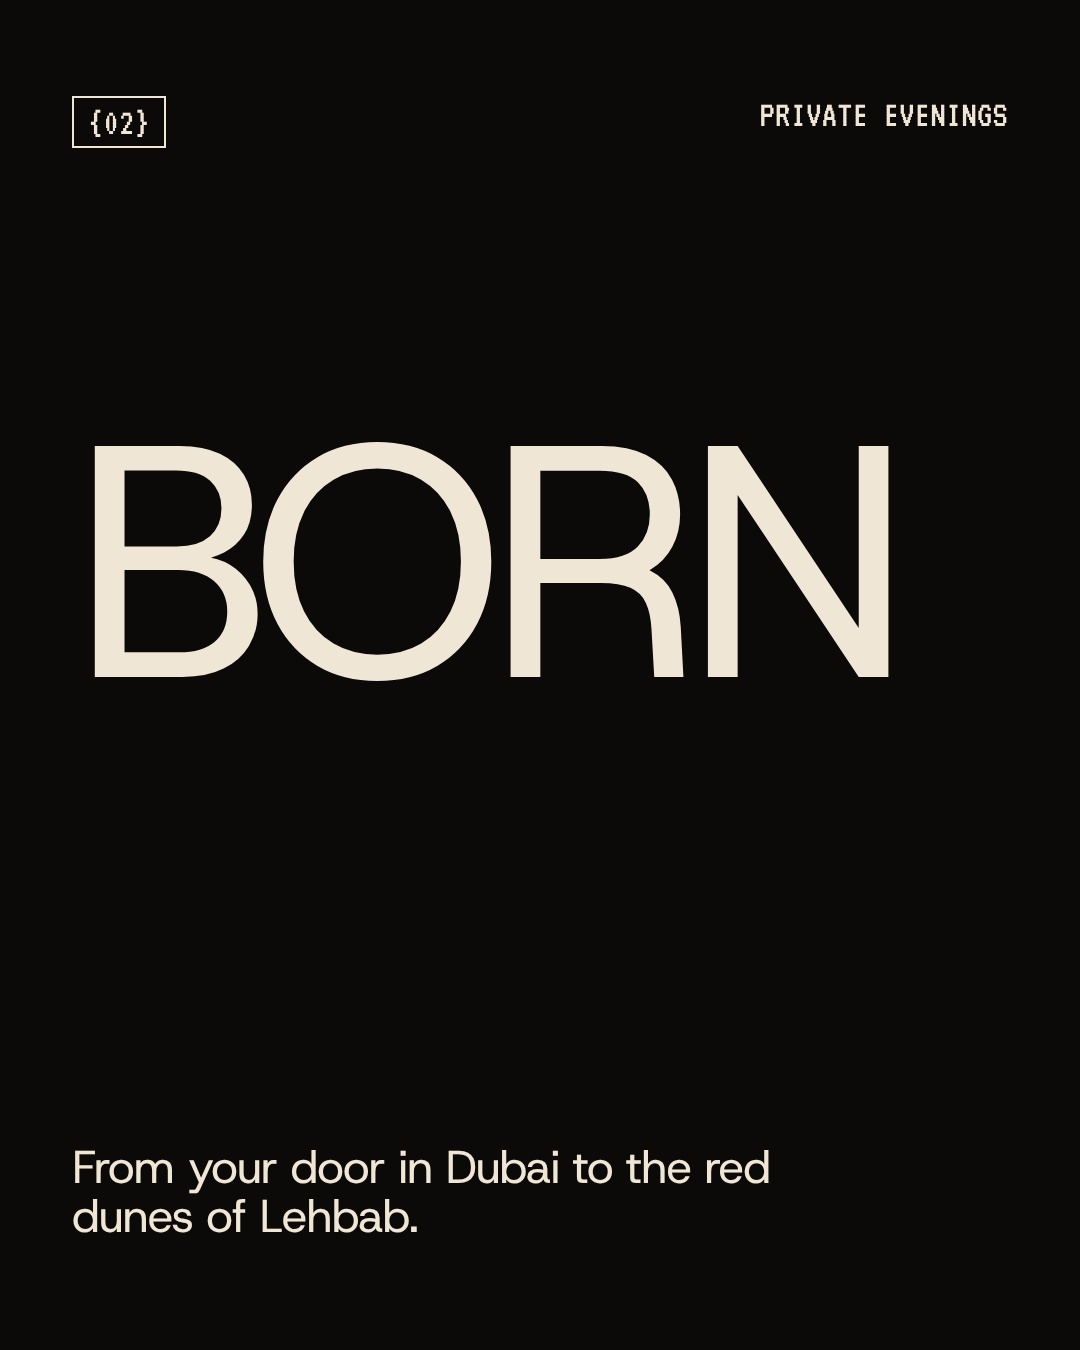 {02}
PRIVATE EVENINGS
BORN
From your door in Dubai to the red
dunes of Lehbab.